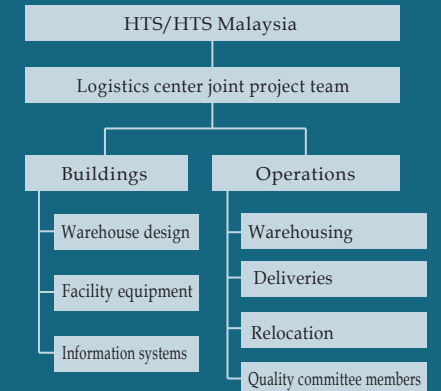 HTS/HTS Malaysia
Logistics center joint project team
Buildings
Warehouse design
Facility equipment
Information systems
Operations
Warehousing
Deliveries
Relocation
Quality committee members